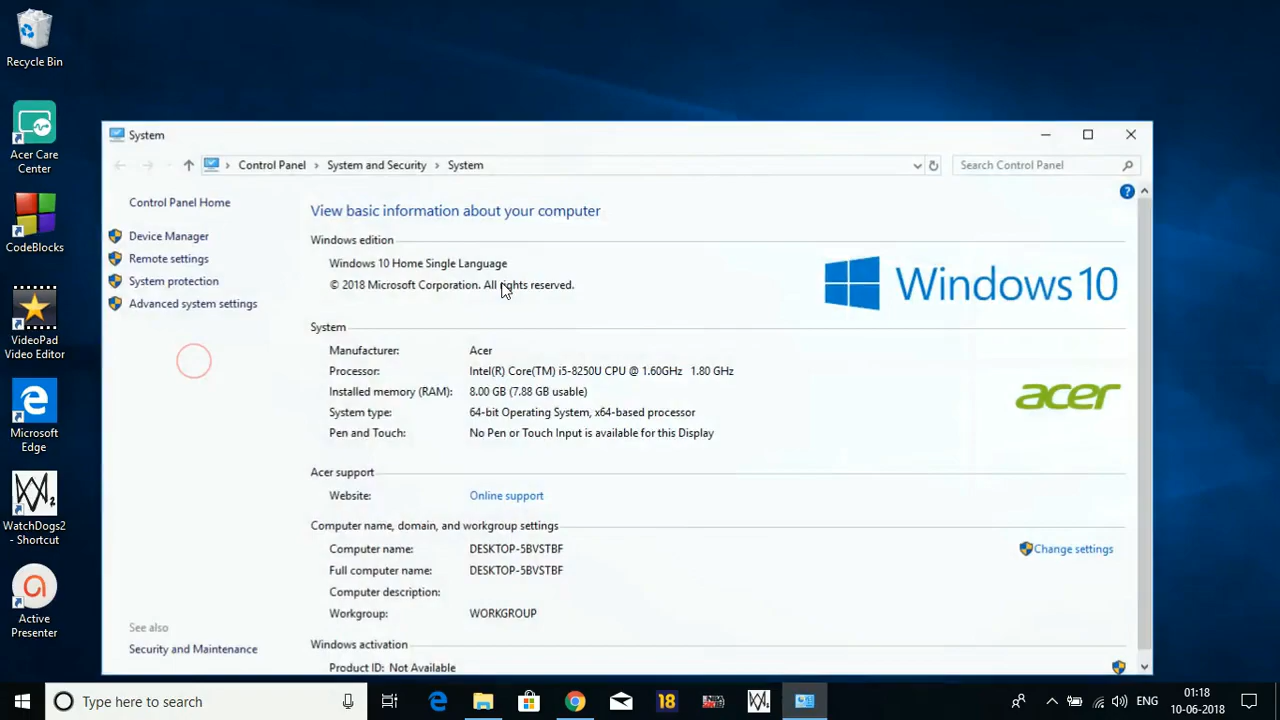 Recycle Bin
Acer Care
Center
CodeBlocks
VideoPad
Video Editor
Microsoft
Edge
WatchDogs2
- Shortcut
Active
Presenter
System
Control Panel
System and Security
System
Search Control Panel
Control Panel Home
Device Manager
Remote settings
System protection
Advanced system settings
See also
Security and Maintenance
View basic information about your computer
Windows edition
Windows 10 Home Single Language
© 2018 Microsoft Corporation. All rights reserved.
Windows 10
System
Manufacturer: Acer
Processor: Intel(R) Core(TM) i5-8250U CPU @ 1.60GHz 1.80 GHz
Installed memory (RAM): 8.00 GB (7.88 GB usable)
System type: 64-bit Operating System, x64-based processor
Pen and Touch: No Pen or Touch Input is available for this Display
acer
Acer support
Website: Online support
Computer name, domain, and workgroup settings
Computer name: DESKTOP-5BVSTBF
Change settings
Full computer name: DESKTOP-5BVSTBF
Computer description:
Workgroup: WORKGROUP
Windows activation
Product ID: Not Available
Type here to search
18
ENG
01:18
10-06-2018